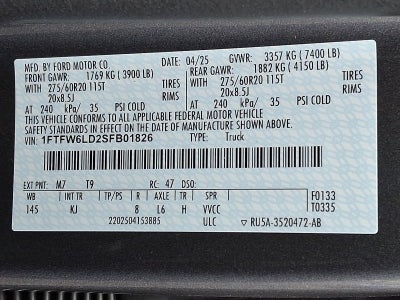 MFD. BY FORD MOTOR CO. 04/25 GVWR: 3357 KG (7400 LB)
FRONT GAWR: 1769 KG (3900 LB) REAR GAWR: 1882 KG (4150 LB)
275/60R20 115T TIRES 275/60R20 115T TIRES
20x8.5J RIMS 20x8.5J RIMS
AT 240 kPa/ 35 PSI COLD AT 240 kPa/ 35 PSI COLD
THIS VEHICLE CONFORMS TO ALL APPLICABLE FEDERAL MOTOR VEHICLE
SAFETY STANDARDS IN EFFECT ON THE DATE OF MANUFACTURE SHOWN ABOVE.
VIN: 1FTFW6LD2SFB01826 TYPE: Truck
EXT PNT: M7 T9 RC: 47 DSO:
WB INT TR TP/PS R AXLE TR SPR F0133
145 KJ 8 L6 H VVCC T0335
2202504153885 ULC ▽ RU5A-3520472-AB